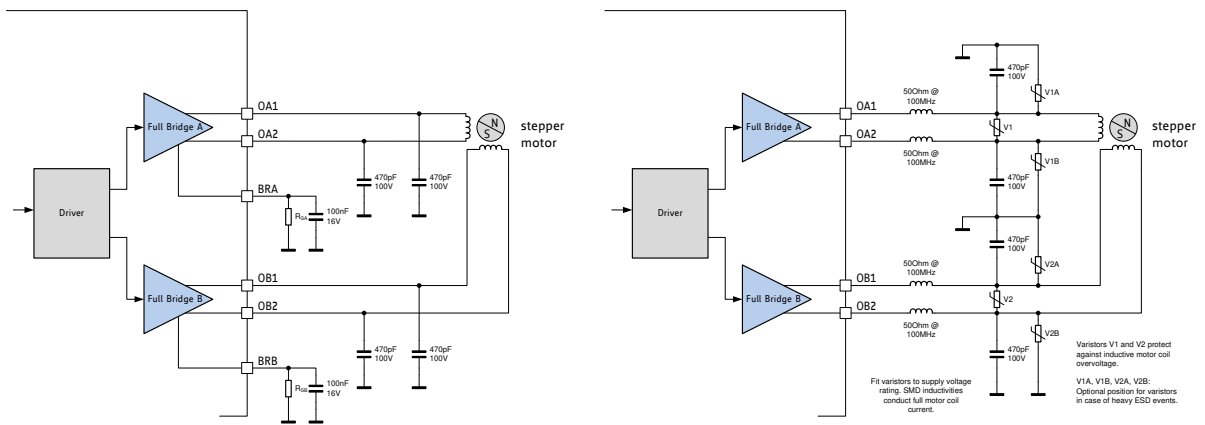 Driver
Full Bridge A
Full Bridge B
OA1
OA2
BRA
OB1
OB2
BRB
RSA
100nF
16V
470pF
100V
470pF
100V
N
S
stepper
motor
470pF
100V
470pF
100V
RSB
100nF
16V
Driver
Full Bridge A
Full Bridge B
OA1
OA2
OB1
OB2
50Ohm @
100MHz
50Ohm @
100MHz
470pF
100V
V1A
V1
N
S
stepper
motor
V1B
470pF
100V
470pF
100V
V2A
50Ohm @
100MHz
V2
50Ohm @
100MHz
470pF
100V
V2B
Fit varistors to supply voltage
rating. SMD inductivities
conduct full motor coil
current.
Varistors V1 and V2 protect
against inductive motor coil
overvoltage.
V1A, V1B, V2A, V2B:
Optional position for varistors
in case of heavy ESD events.